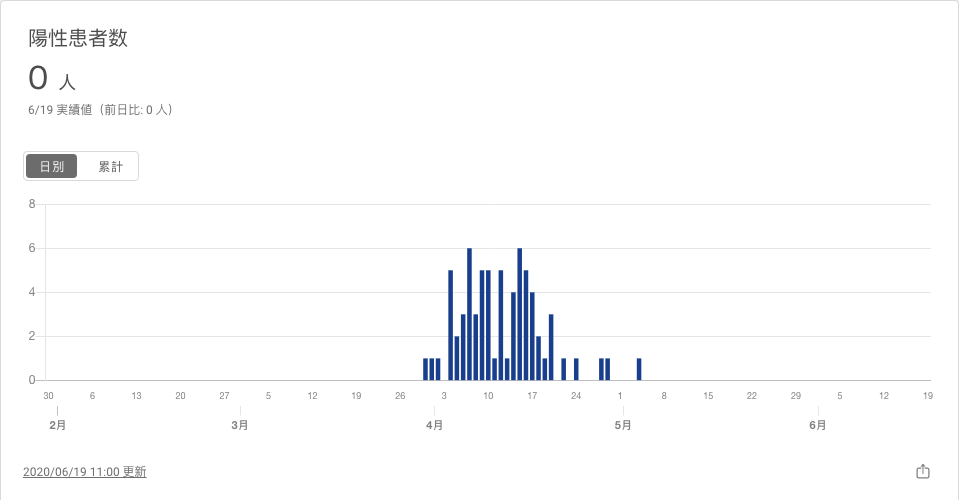 陽性患者数
0 人
6/19 実績値（前日比: 0 人）
日別 累計
8
6
4
2
0
30 6 13 20 27 5 12 19 26 3 10 17 24 1 8 15 22 29 5 12 19
2月 3月 4月 5月 6月
2020/06/19 11:00 更新